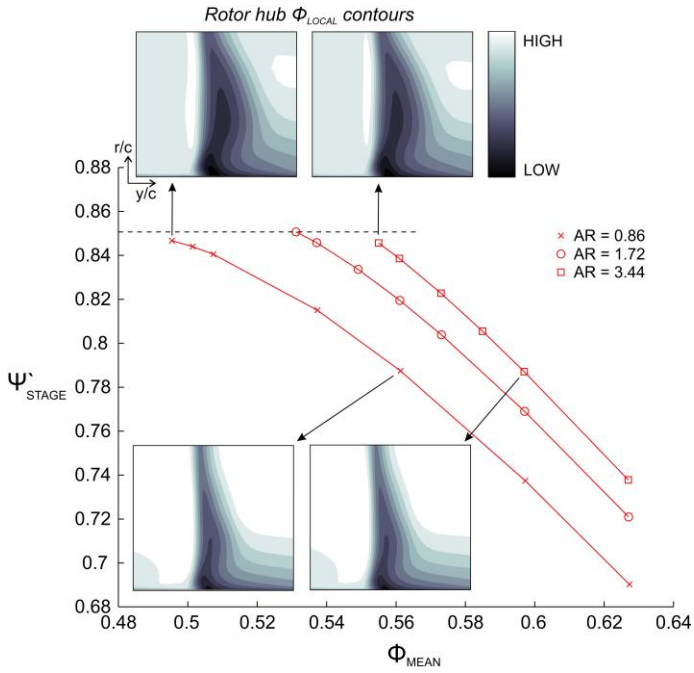 Rotor hub Φ_LOCAL contours
HIGH
LOW
r/c
y/c
0.88
0.86
0.84
0.82
0.8
0.78
0.76
0.74
0.72
0.7
0.68
Ψ`_STAGE
AR = 0.86
AR = 1.72
AR = 3.44
0.48
0.5
0.52
0.54
0.56
0.58
0.6
0.62
0.64
Φ_MEAN